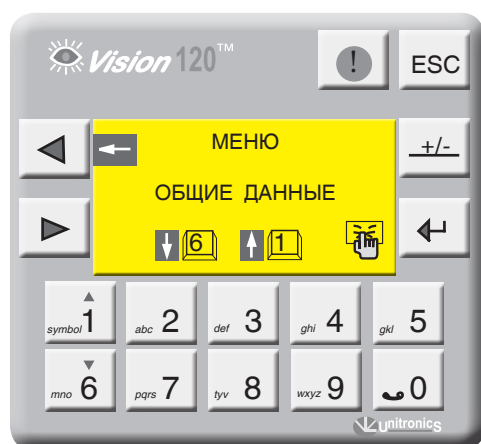 Vision 120™
! ESC
МЕНЮ
+/-
ОБЩИЕ ДАННЫЕ
6 1
symbol 1 abc 2 def 3 ghi 4 gkl 5
mno 6 pqrs 7 tyv 8 wxyz 9 0
unitronics